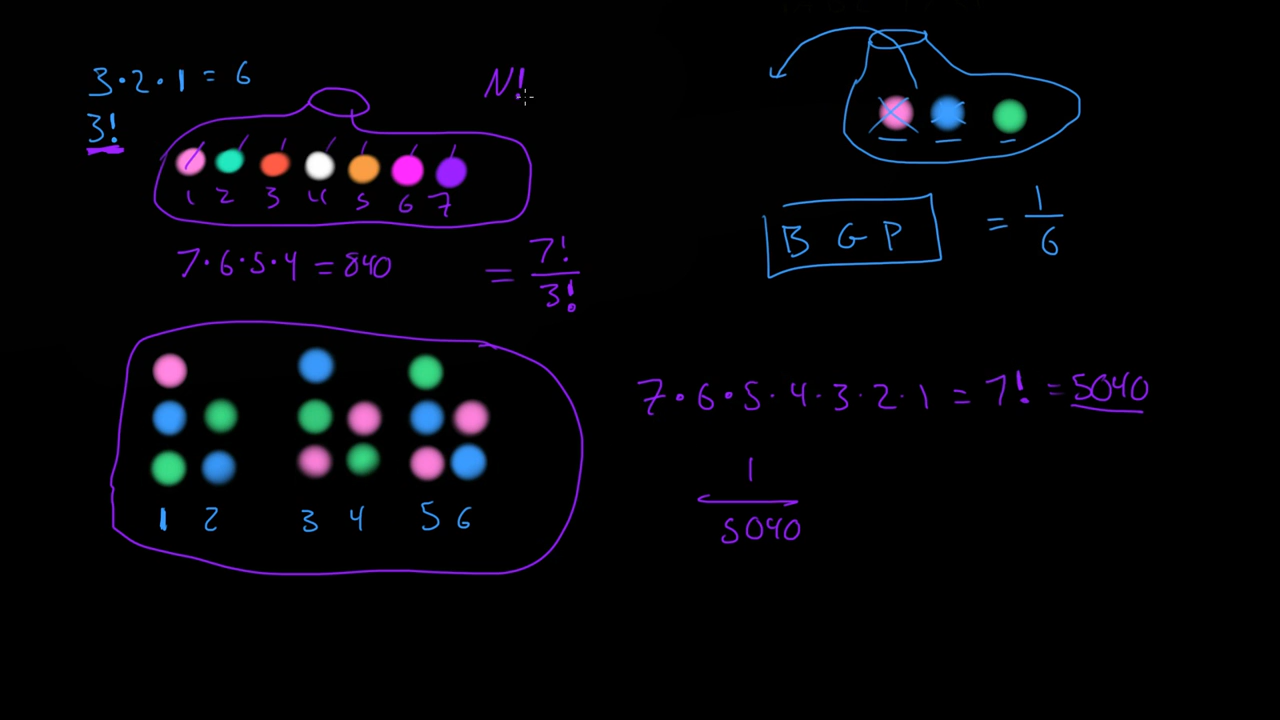 3·2·1 = 6
3!
N!
1 2 3 4 5 6 7
7·6·5·4 = 840
= 7!/3!
B G P
= 1/6
7·6·5·4·3·2·1 = 7! = 5040
1/5040
1 2 3 4 5 6